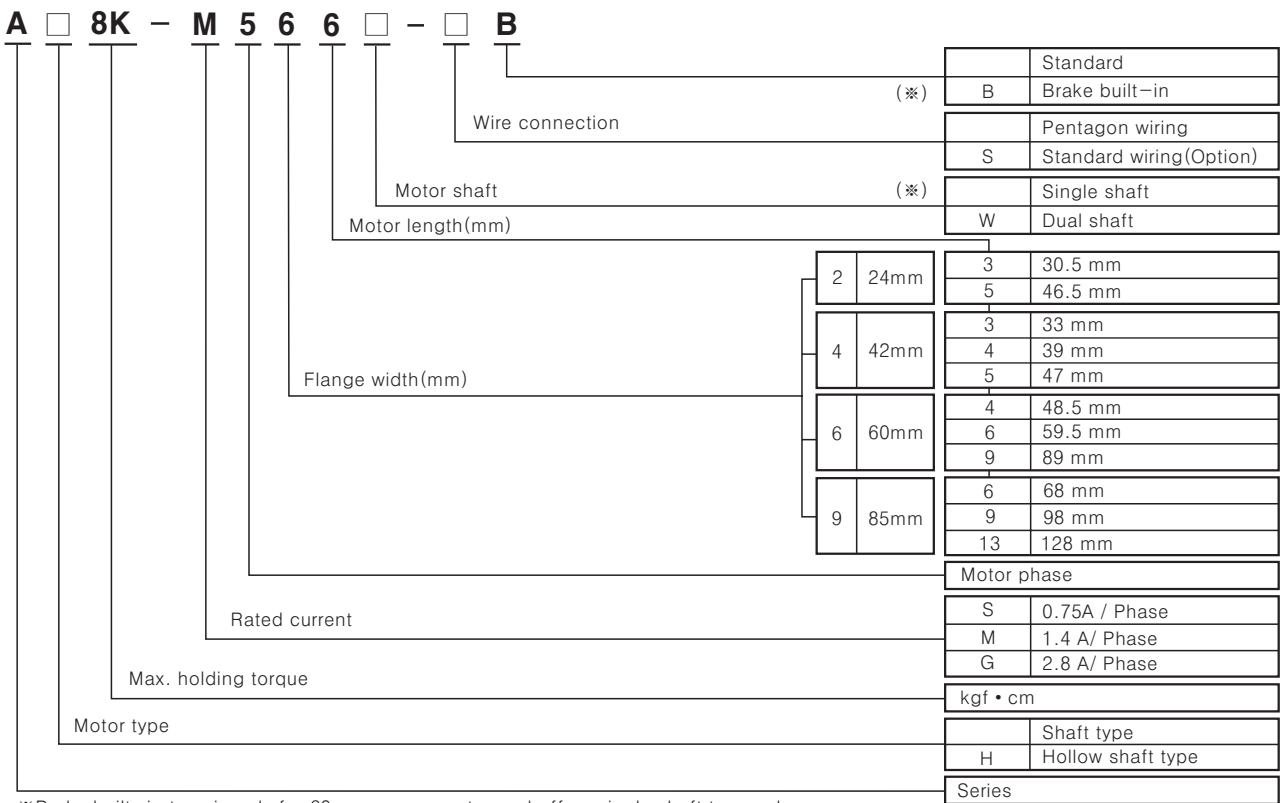 A □ 8K - M 5 6 6 □ - □ B
Standard
(※) B Brake built-in
Wire connection
Pentagon wiring
S Standard wiring(Option)
Motor shaft (※)
Single shaft
W Dual shaft
Motor length(mm)
2 24mm
3 30.5 mm
5 46.5 mm
4 42mm
3 33 mm
4 39 mm
5 47 mm
Flange width(mm)
6 60mm
4 48.5 mm
6 59.5 mm
9 89 mm
9 85mm
6 68 mm
9 98 mm
13 128 mm
Motor phase
Rated current
S 0.75A / Phase
M 1.4 A/ Phase
G 2.8 A/ Phase
Max. holding torque
kgf•cm
Motor type
Shaft type
H Hollow shaft type
Series